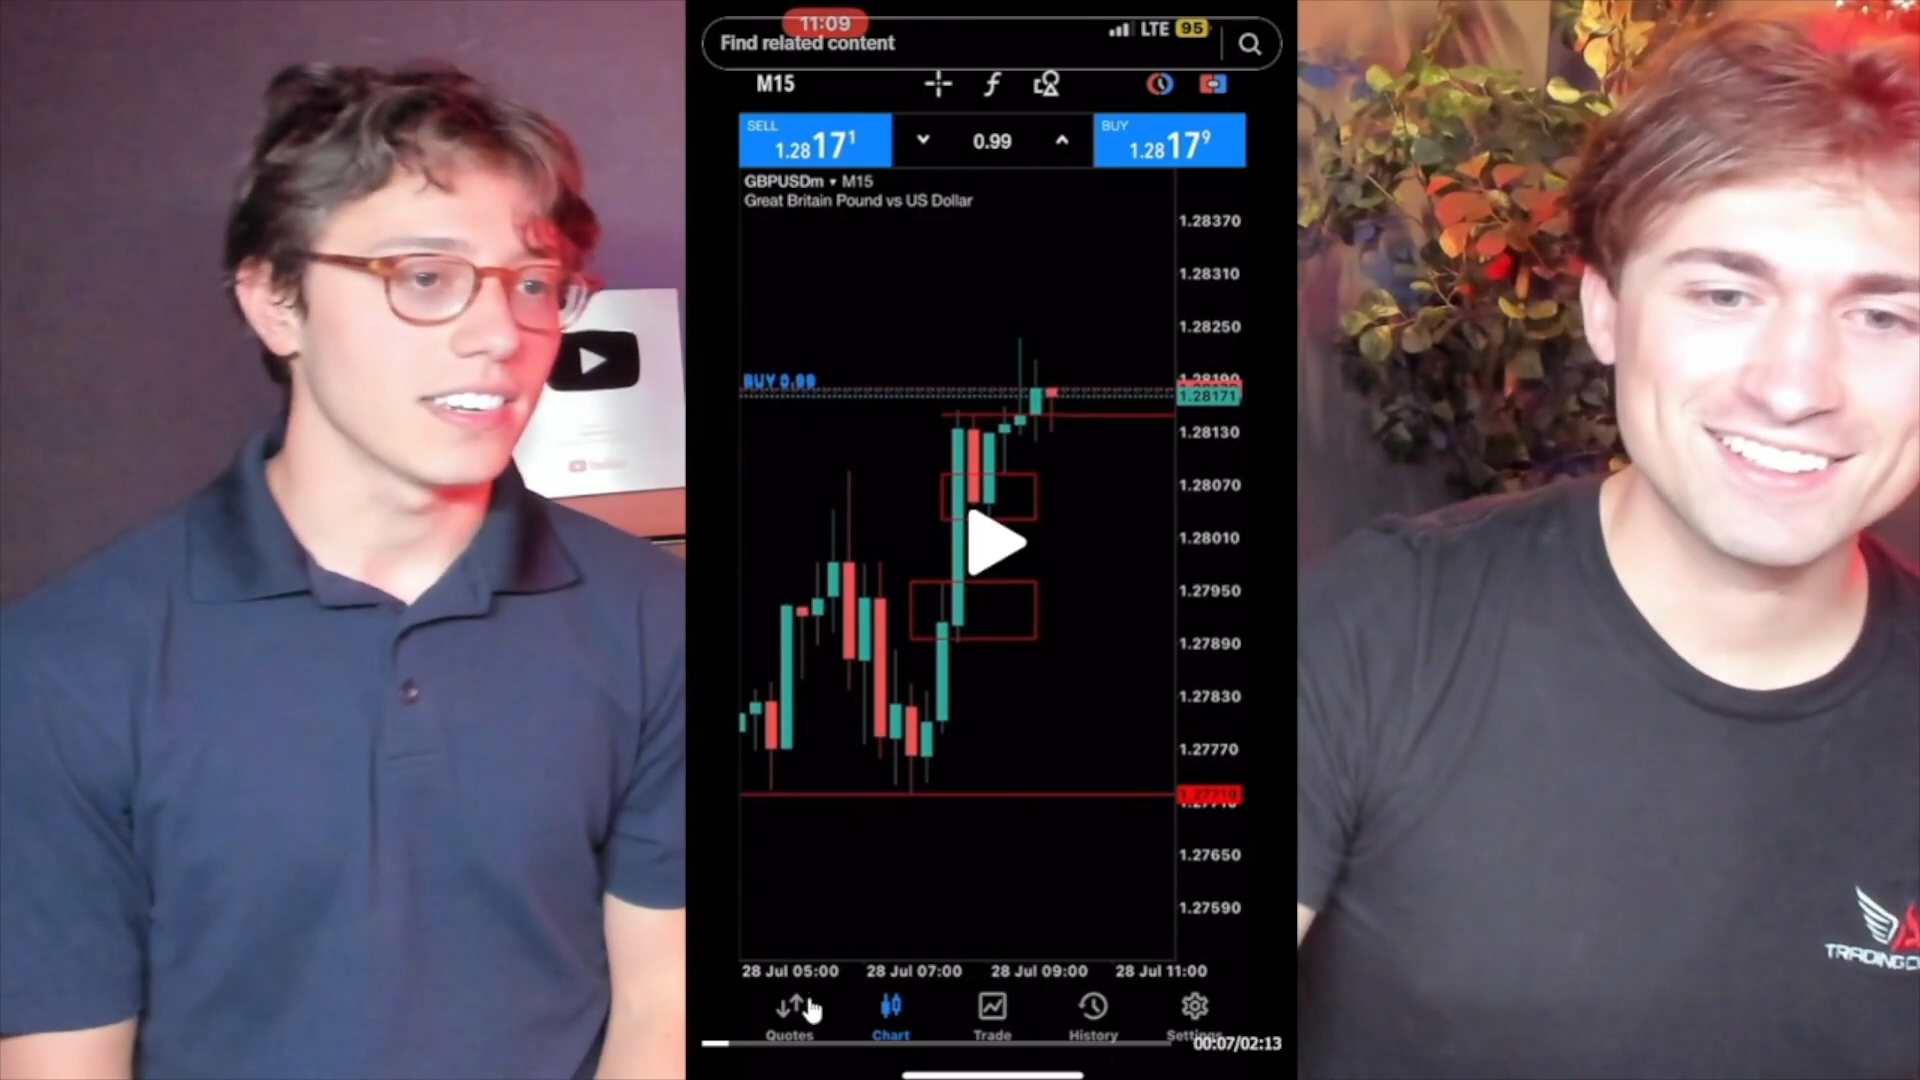 11:09
LTE 95
Find related content
M15
SELL
1.28171
0.99
BUY
1.28179
GBPUSDm • M15
Great Britain Pound vs US Dollar
1.28370
1.28310
1.28250
BUY 0.99
1.28190
1.28171
1.28130
1.28070
1.28010
1.27950
1.27890
1.27830
1.27770
1.27719
1.27650
1.27590
28 Jul 05:00
28 Jul 07:00
28 Jul 09:00
28 Jul 11:00
Quotes
Chart
Trade
History
Settings
00:07/02:13